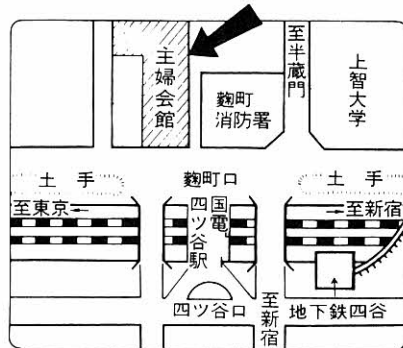 主婦会館
麴町
消防署
至半蔵門
上智大学
土手
麴町口
土手
至東京←
国電
四ツ谷駅
→至新宿
四ツ谷口
至新宿
地下鉄四谷